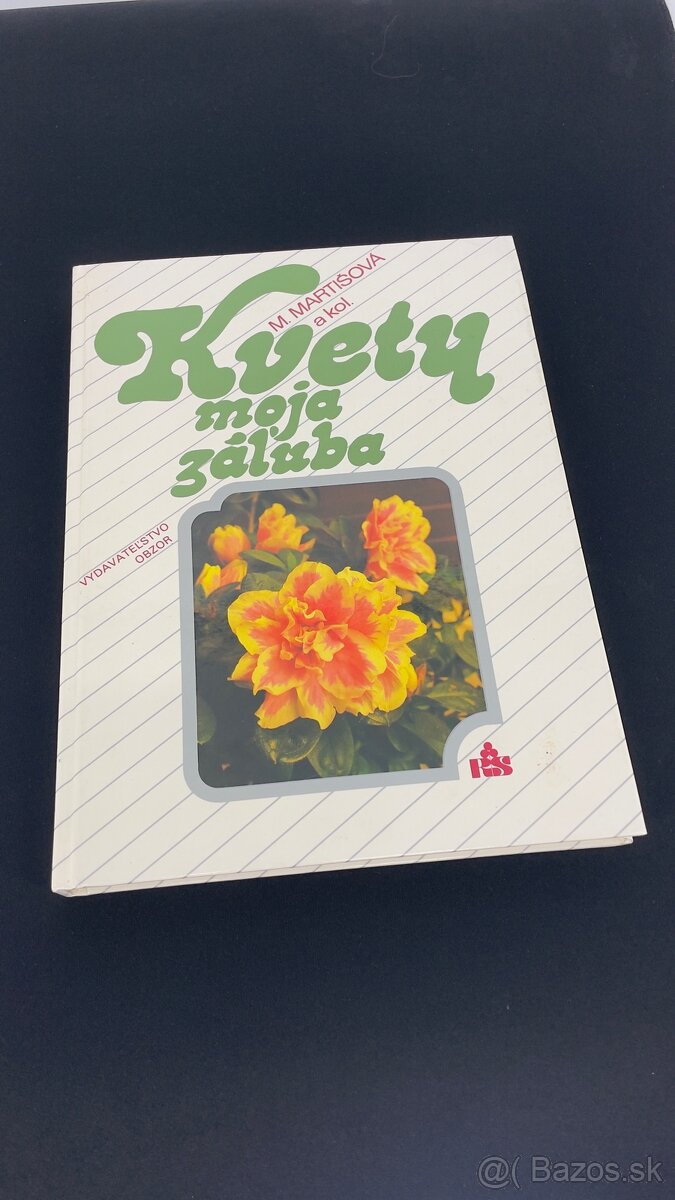 M. MARTIŠOVÁ
a kol.
Kvety
moja
záľuba
VYDAVATEĽSTVO
OBZOR
@( Bazos.sk